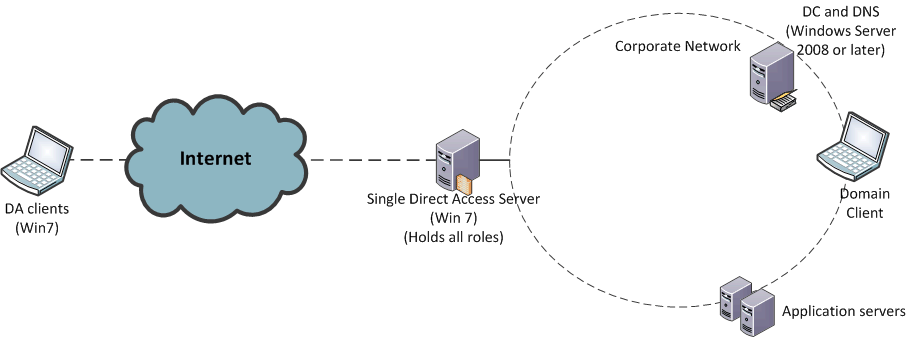 DA clients
(Win7)
Internet
Single Direct Access Server
(Win 7)
(Holds all roles)
Corporate Network
DC and DNS
(Windows Server
2008 or later)
Domain
Client
Application servers